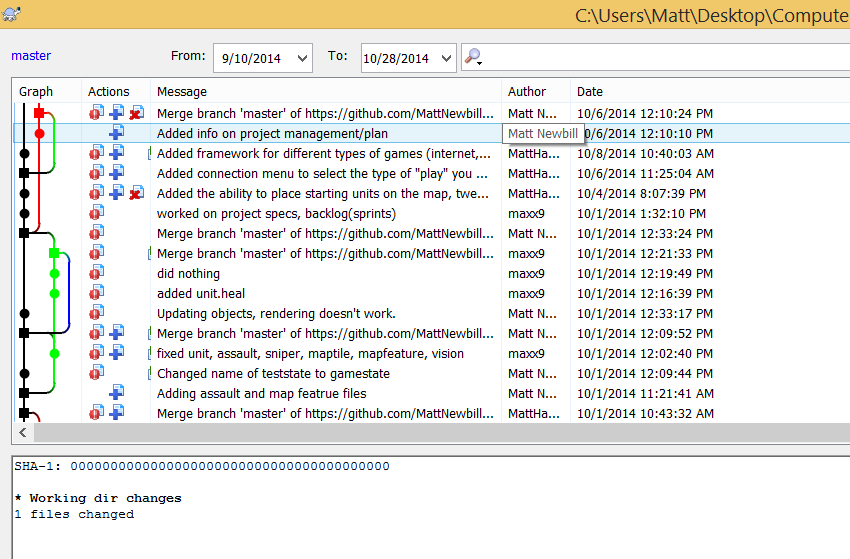 C:\Users\Matt\Desktop\Compute
master From: 9/10/2014 To: 10/28/2014
Graph Actions Message Author Date
Merge branch 'master' of https://github.com/MattNewbill... Matt N... 10/6/2014 12:10:24 PM
Added info on project management/plan Matt Newbill 0/6/2014 12:10:10 PM
Added framework for different types of games (internet,... MattHa... 10/8/2014 10:40:03 AM
Added connection menu to select the type of "play" you ... MattHa... 10/6/2014 11:25:04 AM
Added the ability to place starting units on the map, twe... MattHa... 10/4/2014 8:07:39 PM
worked on project specs, backlog(sprints) maxx9 10/1/2014 1:32:10 PM
Merge branch 'master' of https://github.com/MattNewbill... Matt N... 10/1/2014 12:33:24 PM
Merge branch 'master' of https://github.com/MattNewbill... maxx9 10/1/2014 12:21:33 PM
did nothing maxx9 10/1/2014 12:19:49 PM
added unit.heal maxx9 10/1/2014 12:16:39 PM
Updating objects, rendering doesn't work. Matt N... 10/1/2014 12:33:17 PM
Merge branch 'master' of https://github.com/MattNewbill... Matt N... 10/1/2014 12:09:52 PM
fixed unit, assault, sniper, maptile, mapfeature, vision maxx9 10/1/2014 12:02:40 PM
Changed name of teststate to gamestate Matt N... 10/1/2014 12:09:44 PM
Adding assault and map featrue files Matt N... 10/1/2014 11:21:41 AM
Merge branch 'master' of https://github.com/MattNewbill... MattHa... 10/1/2014 10:43:32 AM
SHA-1: 0000000000000000000000000000000000000000
* Working dir changes
1 files changed